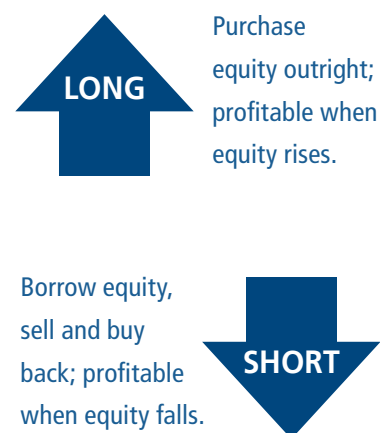 LONG
Purchase
equity outright;
profitable when
equity rises.
Borrow equity,
sell and buy
back; profitable
when equity falls.
SHORT